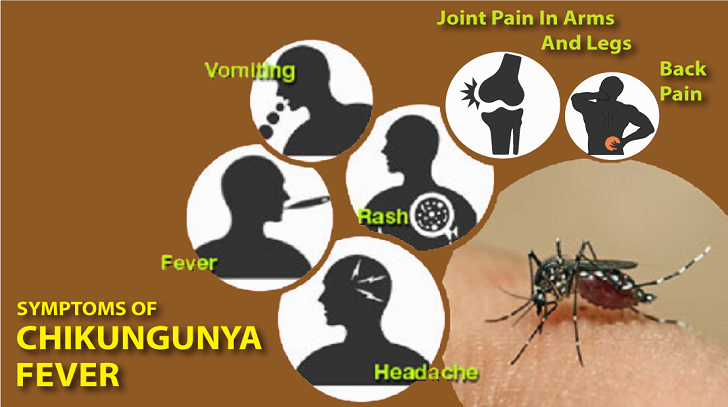 Joint Pain In Arms
And Legs
Back
Pain
Vomiting
Rash
Fever
Headache
SYMPTOMS OF
CHIKUNGUNYA
FEVER